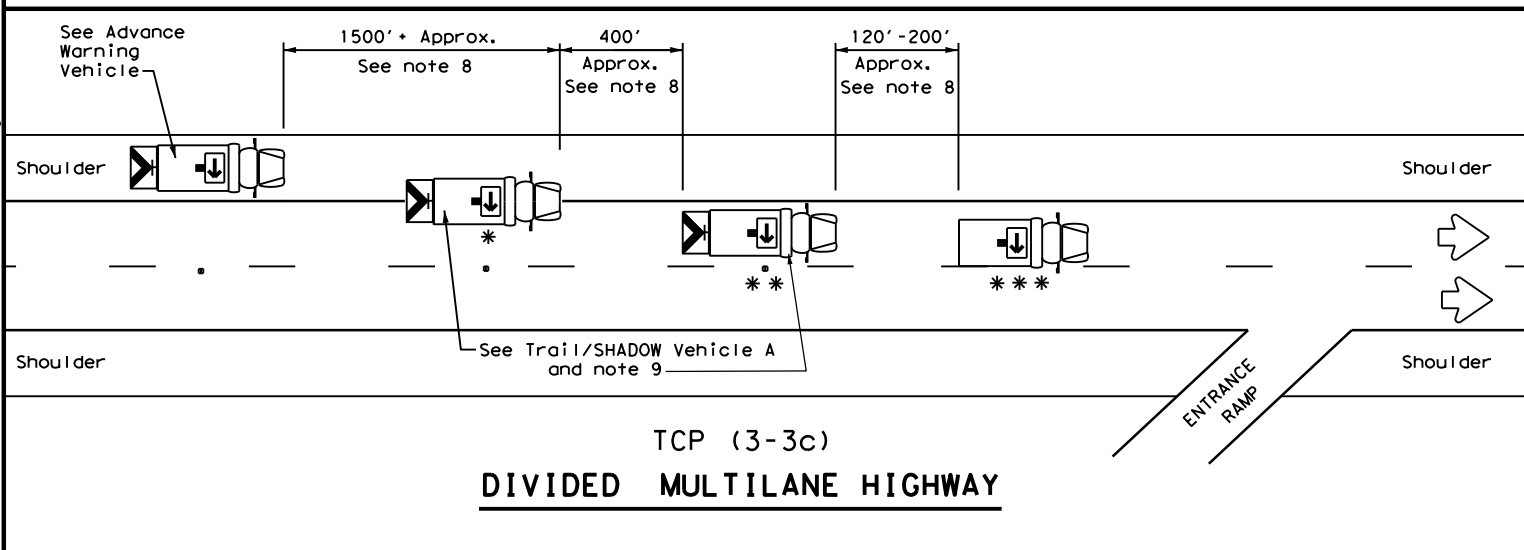 See Advance
Warning
Vehicle
1500'+ Approx.
See note 8
400'
Approx.
See note 8
120'-200'
Approx.
See note 8
Shoulder
Shoulder
*
* *
* * *
See Trail/SHADOW Vehicle A
and note 9
Shoulder
Shoulder
ENTRANCE
RAMP
TCP (3-3c)
DIVIDED MULTILANE HIGHWAY